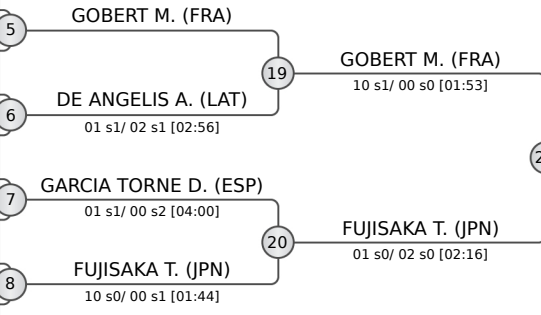 GOBERT M. (FRA)
5
19
GOBERT M. (FRA)
10 s1/ 00 s0 [01:53]
DE ANGELIS A. (LAT)
6
01 s1/ 02 s1 [02:56]
GARCIA TORNE D. (ESP)
7
01 s1/ 00 s2 [04:00]
20
FUJISAKA T. (JPN)
01 s0/ 02 s0 [02:16]
FUJISAKA T. (JPN)
8
10 s0/ 00 s1 [01:44]